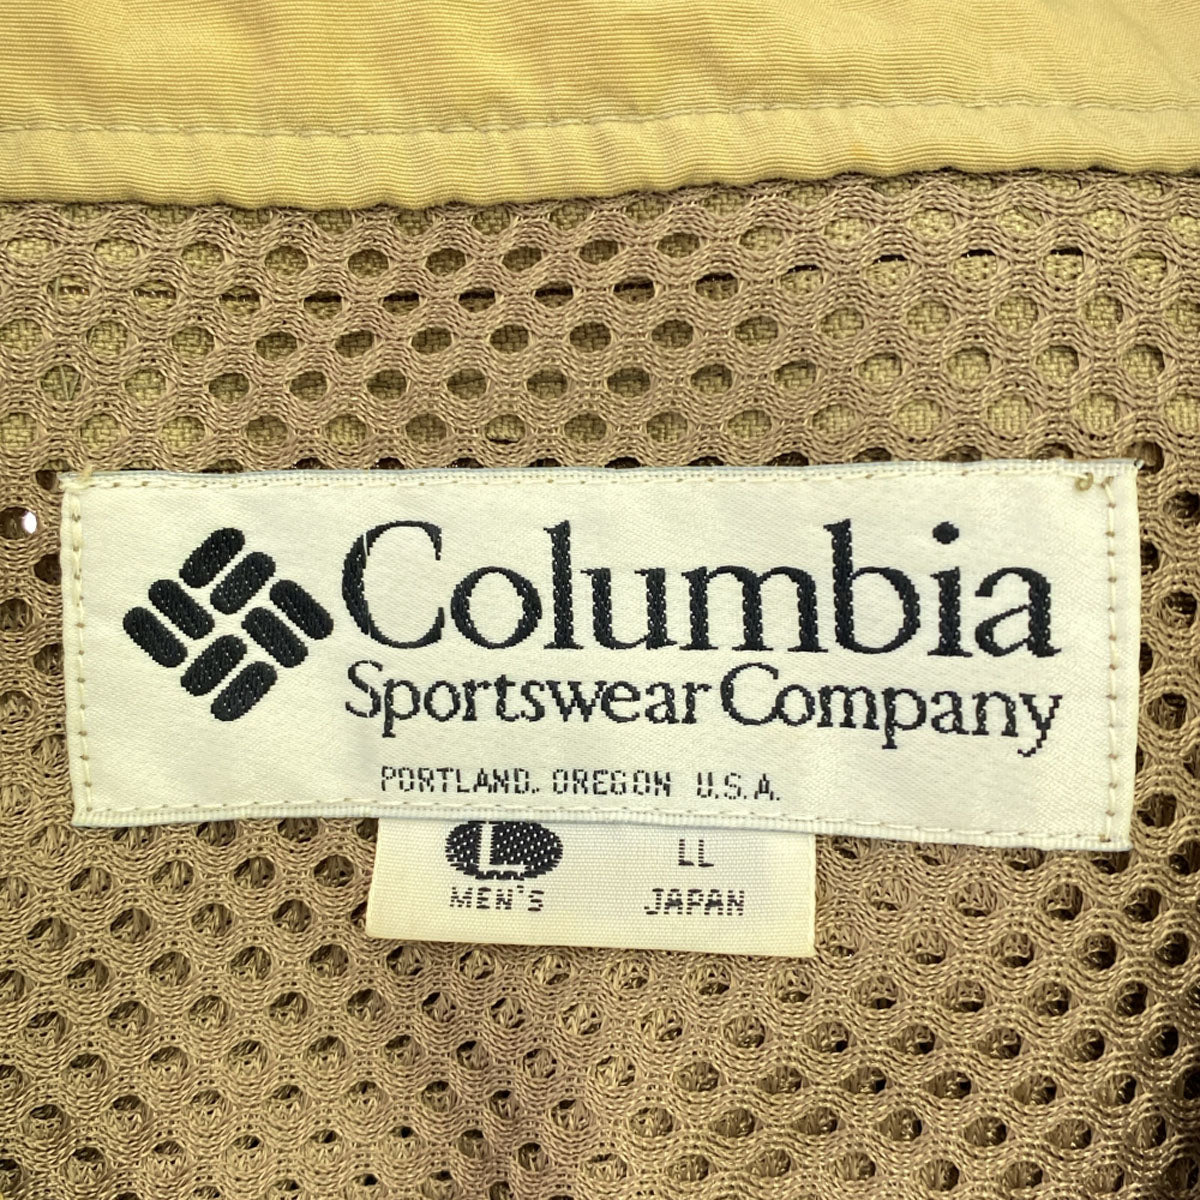 Columbia
Sportswear Company
PORTLAND. OREGON U.S.A.
L LL
MEN'S JAPAN